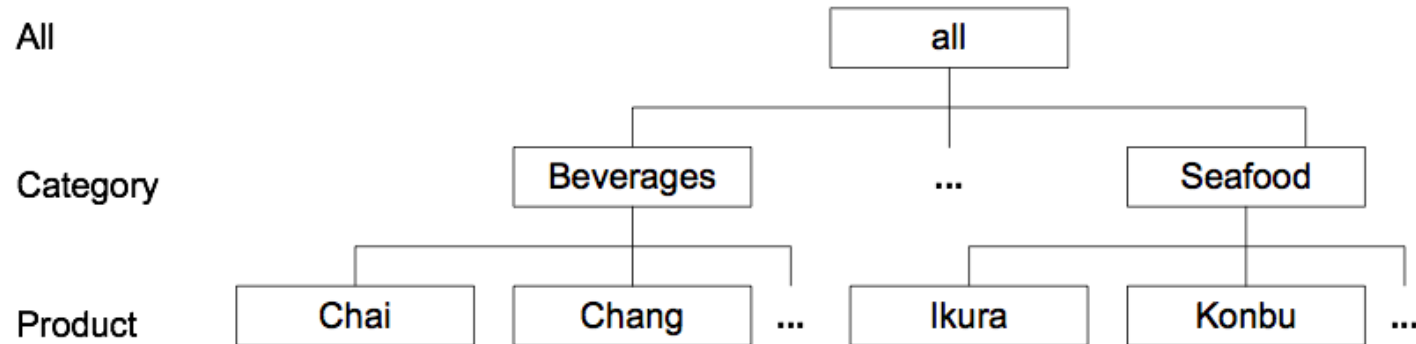 All
all
Category
Beverages
...
Seafood
Product
Chai
Chang
...
Ikura
Konbu
...